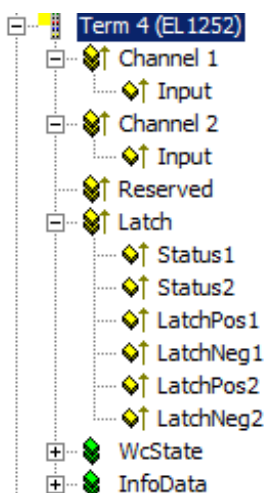 Term 4 (EL1252)
Channel 1
Input
Channel 2
Input
Reserved
Latch
Status1
Status2
LatchPos1
LatchNeg1
LatchPos2
LatchNeg2
WcState
InfoData